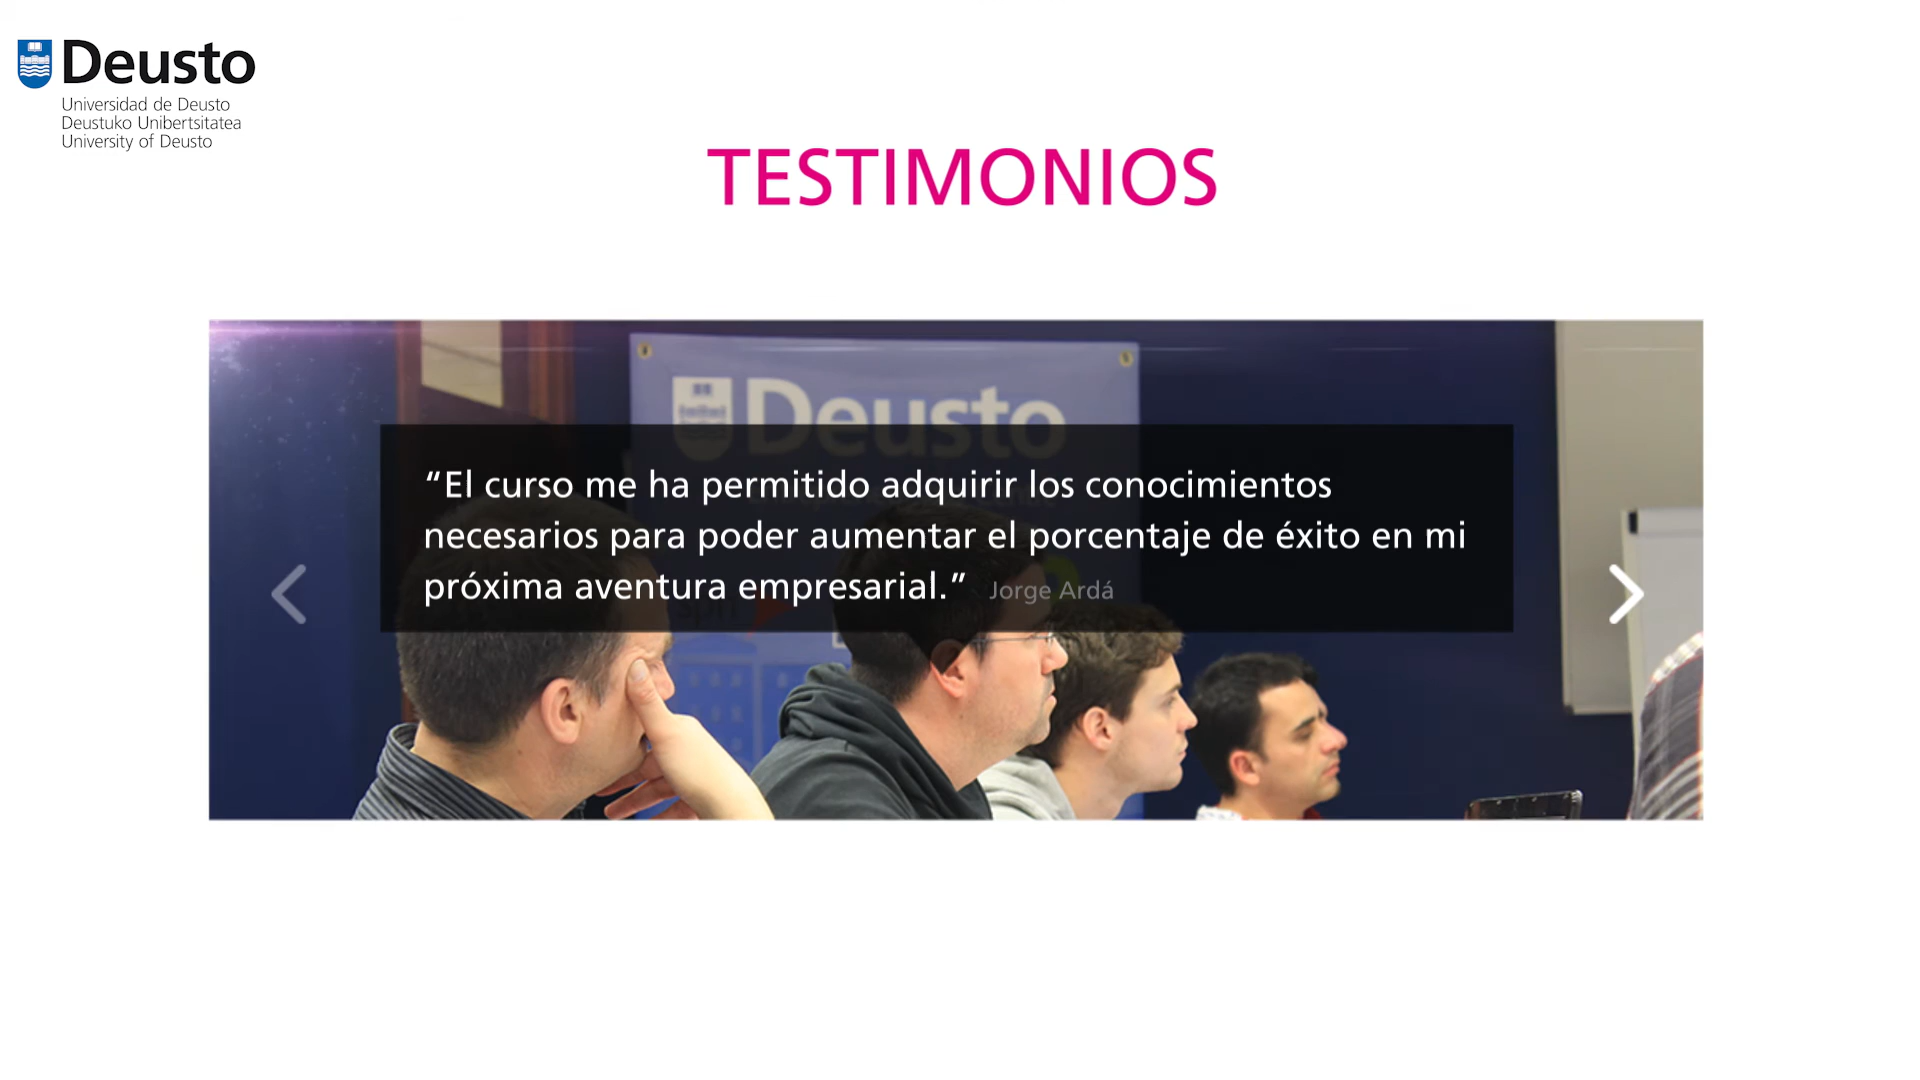 Deusto
Universidad de Deusto
Deustuko Unibertsitatea
University of Deusto
TESTIMONIOS
Deusto
“El curso me ha permitido adquirir los conocimientos
necesarios para poder aumentar el porcentaje de éxito en mi
próxima aventura empresarial.” Jorge Ardá